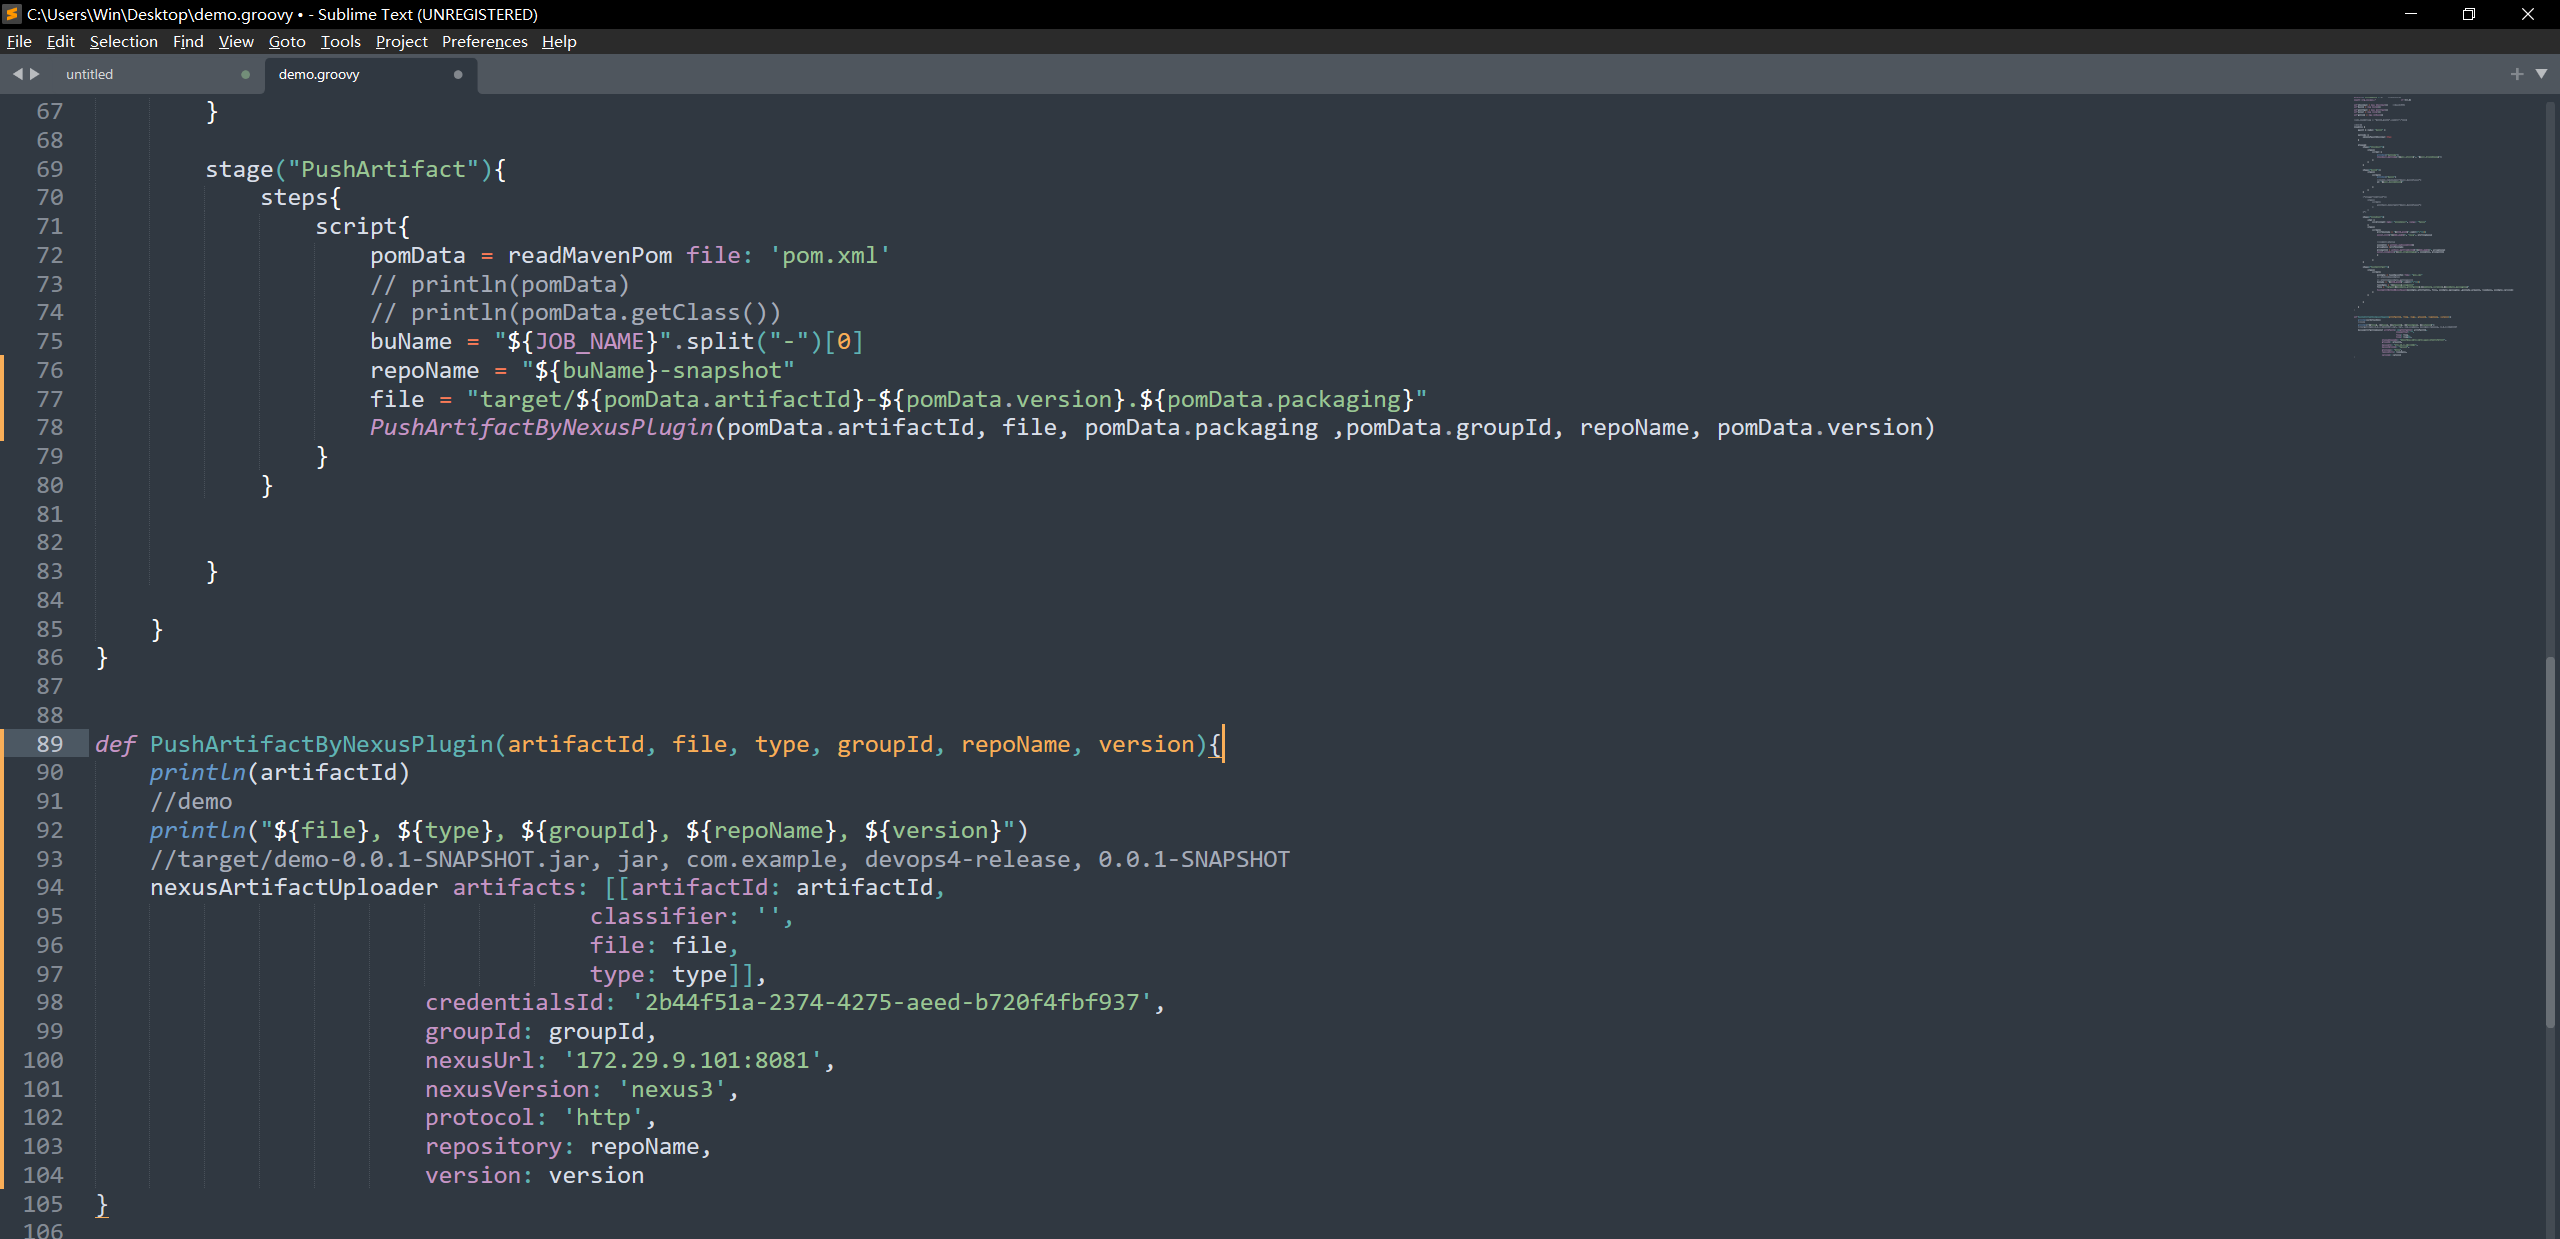 C:\Users\Win\Desktop\demo.groovy • - Sublime Text (UNREGISTERED)
File Edit Selection Find View Goto Tools Project Preferences Help
untitled demo.groovy
67 }
68
69 stage("PushArtifact"){
70 steps{
71 script{
72 pomData = readMavenPom file: 'pom.xml'
73 // println(pomData)
74 // println(pomData.getClass())
75 buName = "${JOB_NAME}".split("-")[0]
76 repoName = "${buName}-snapshot"
77 file = "target/${pomData.artifactId}-${pomData.version}.${pomData.packaging}"
78 PushArtifactByNexusPlugin(pomData.artifactId, file, pomData.packaging ,pomData.groupId, repoName, pomData.version)
79 }
80 }
81
82
83 }
84
85 }
86 }
87
88
89 def PushArtifactByNexusPlugin(artifactId, file, type, groupId, repoName, version){
90 println(artifactId)
91 //demo
92 println("${file}, ${type}, ${groupId}, ${repoName}, ${version}")
93 //target/demo-0.0.1-SNAPSHOT.jar, jar, com.example, devops4-release, 0.0.1-SNAPSHOT
94 nexusArtifactUploader artifacts: [[artifactId: artifactId,
95 classifier: '',
96 file: file,
97 type: type]],
98 credentialsId: '2b44f51a-2374-4275-aeed-b720f4fbf937',
99 groupId: groupId,
100 nexusUrl: '172.29.9.101:8081',
101 nexusVersion: 'nexus3',
102 protocol: 'http',
103 repository: repoName,
104 version: version
105 }
106